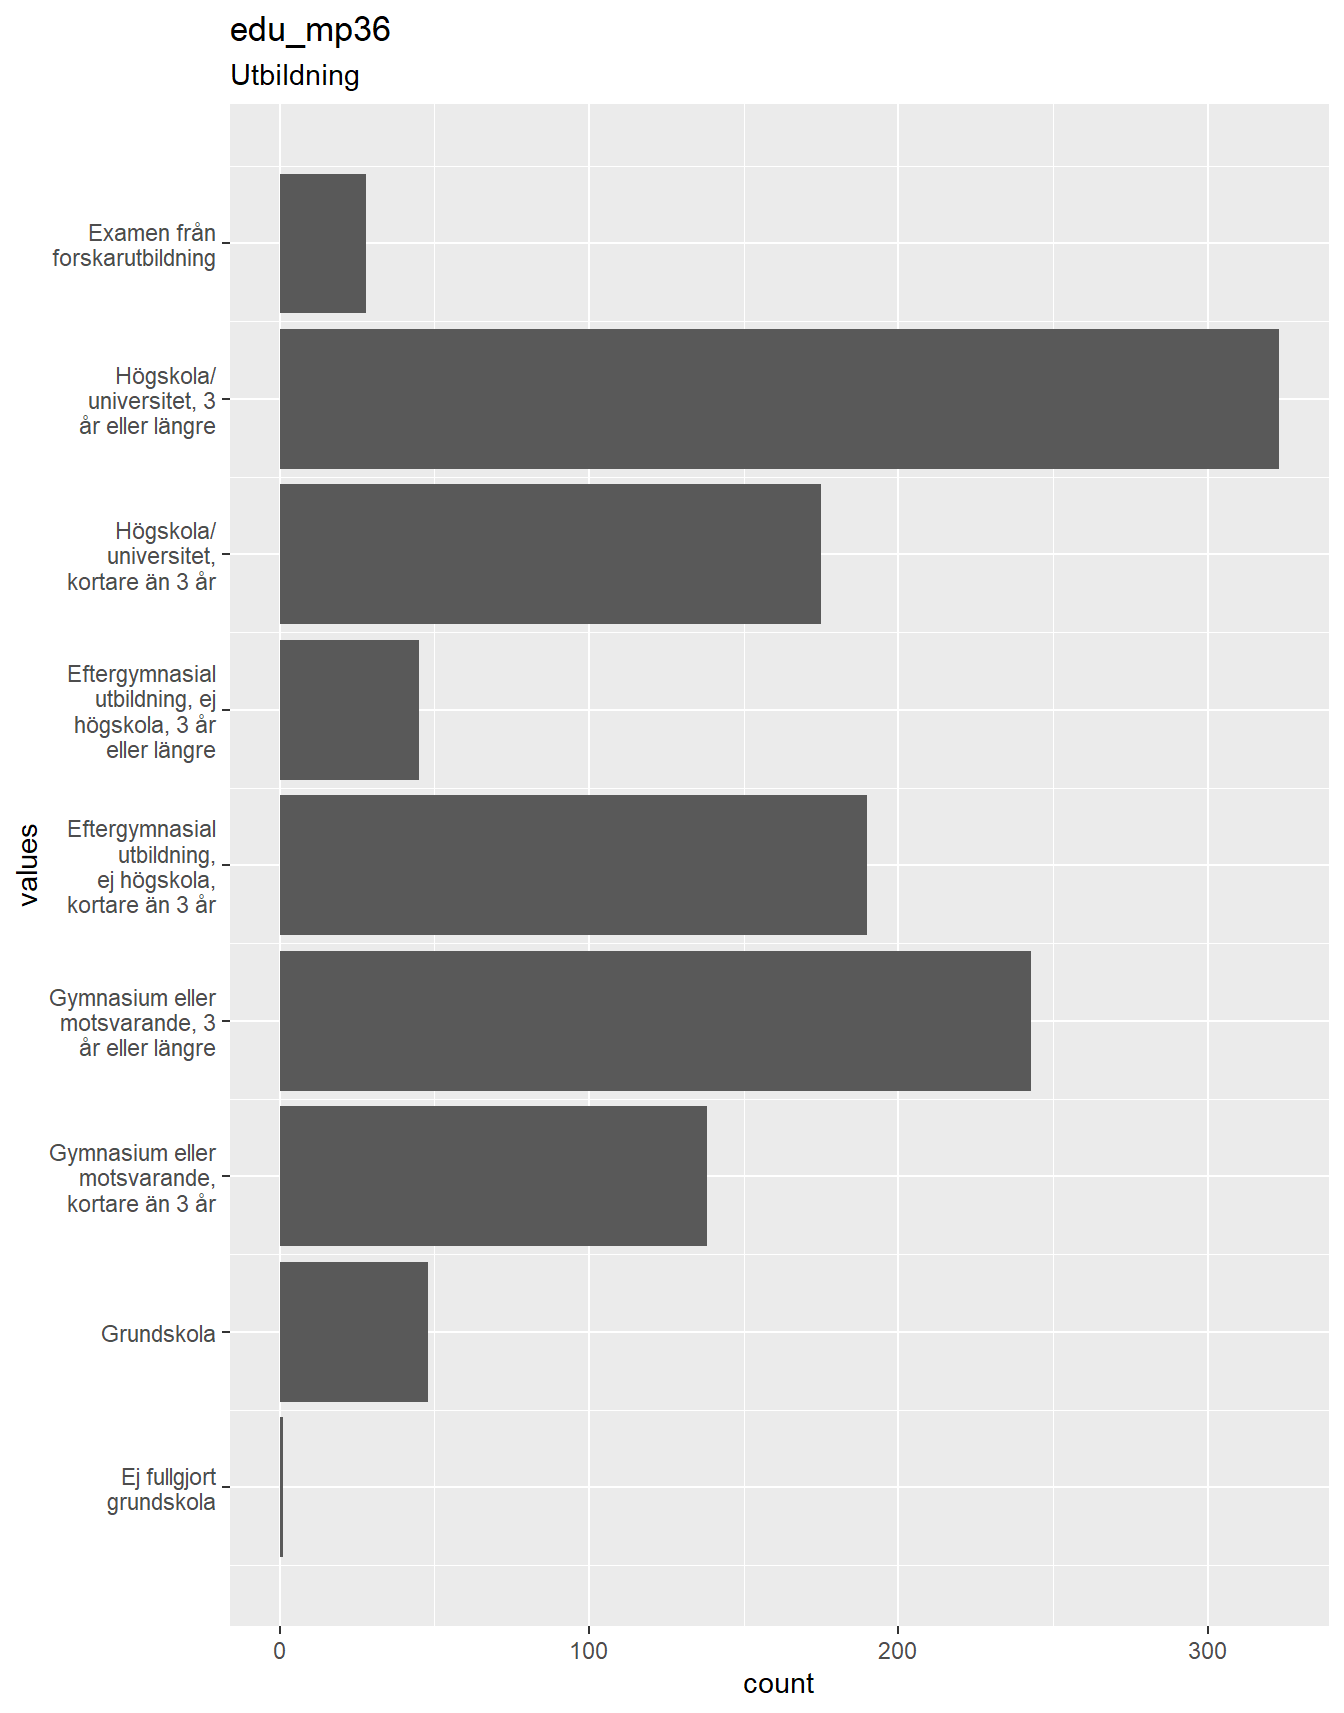 edu_mp36
Utbildning
Examen från
forskarutbildning
Högskola/
universitet, 3
år eller längre
Högskola/
universitet,
kortare än 3 år
Eftergymnasial
utbildning, ej
högskola, 3 år
eller längre
Eftergymnasial
utbildning,
ej högskola,
kortare än 3 år
Gymnasium eller
motsvarande, 3
år eller längre
Gymnasium eller
motsvarande,
kortare än 3 år
Grundskola
Ej fullgjort
grundskola
values
0 100 200 300
count